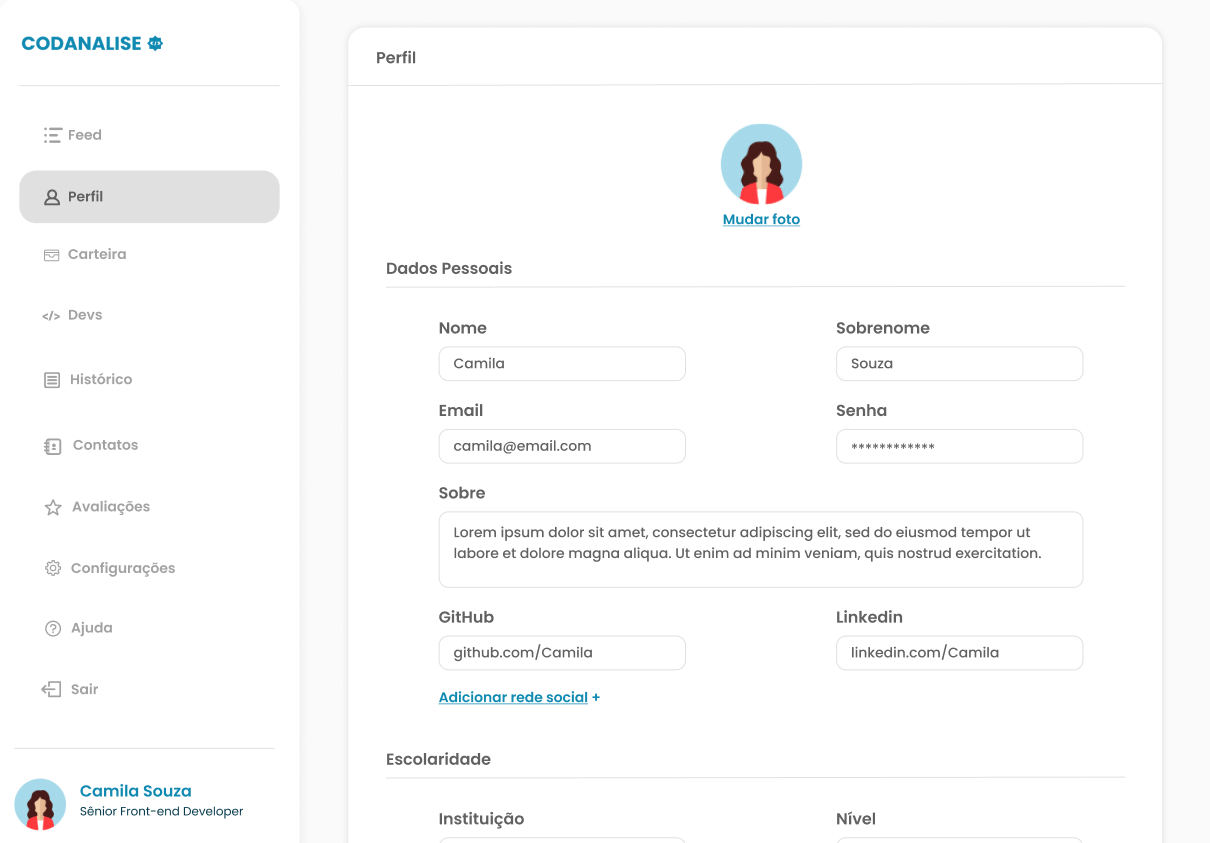 CODANALISE
Feed
Perfil
Carteira
Devs
Histórico
Contatos
Avaliações
Configurações
Ajuda
Sair
Camila Souza
Sênior Front-end Developer
Perfil
Mudar foto
Dados Pessoais
Nome
Sobrenome
Camila
Souza
Email
Senha
camila@email.com
************
Sobre
Lorem ipsum dolor sit amet, consectetur adipiscing elit, sed do eiusmod tempor ut
labore et dolore magna aliqua. Ut enim ad minim veniam, quis nostrud exercitation.
GitHub
Linkedin
github.com/Camila
linkedin.com/Camila
Adicionar rede social +
Escolaridade
Instituição
Nível